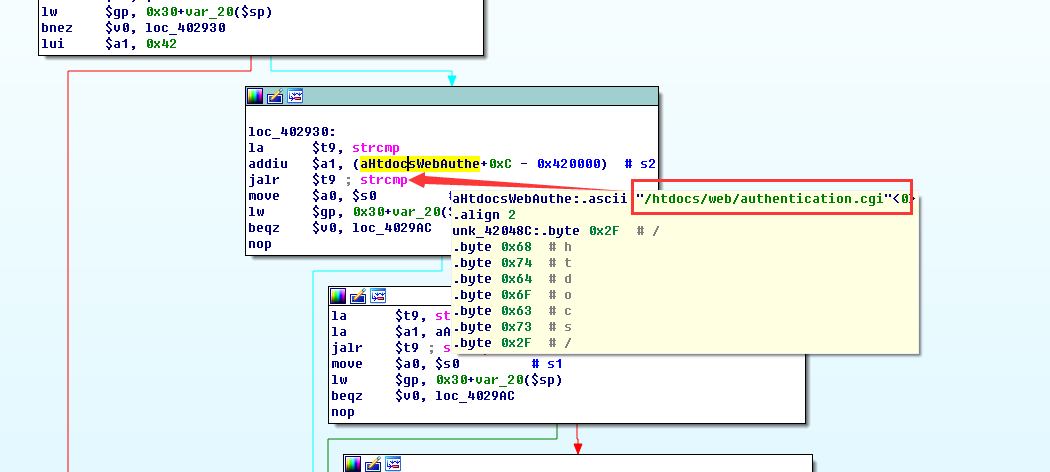 lw $gp, 0x30+var_20($sp)
bnez $v0, loc_402930
lui $a1, 0x42
loc_402930:
la $t9, strcmp
addiu $a1, (aHtdocsWebAuthe+0xC - 0x420000) # s2
jalr $t9 ; strcmp
move $a0, $s0
lw $gp, 0x30+var_20($
beqz $v0, loc_4029AC
nop
aHtdocsWebAuthe:.ascii "/htdocs/web/authentication.cgi"<0>
.align 2
unk_42048C:.byte 0x2F # /
.byte 0x68 # h
.byte 0x74 # t
.byte 0x64 # d
.byte 0x6F # o
.byte 0x63 # c
.byte 0x73 # s
.byte 0x2F # /
la $t9, st
la $a1, aA
jalr $t9 ; s
move $a0, $s0 # s1
lw $gp, 0x30+var_20($sp)
beqz $v0, loc_4029AC
nop